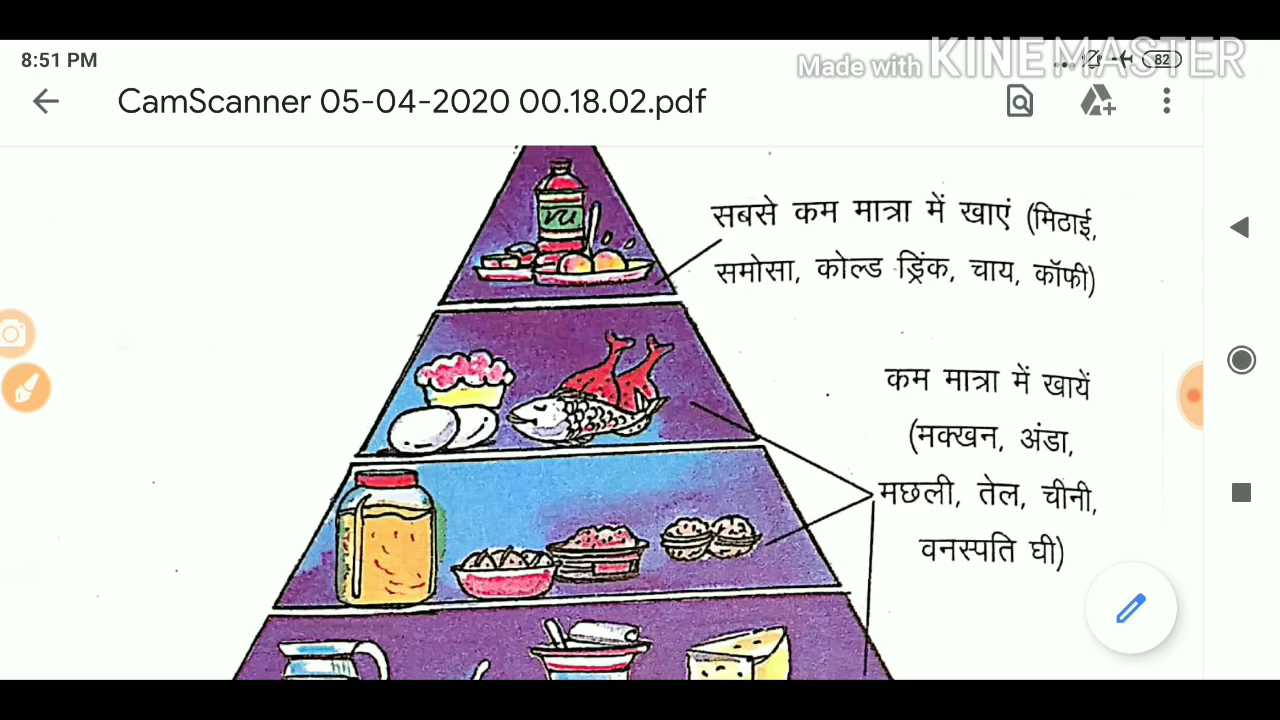 8:51 PM
82
Made with KINEMASTER
CamScanner 05-04-2020 00.18.02.pdf
सबसे कम मात्रा में खाएं (मिठाई,
समोसा, कोल्ड ड्रिंक, चाय, कॉफी)
कम मात्रा में खायें
(मक्खन, अंडा,
मछली, तेल, चीनी,
वनस्पति घी)